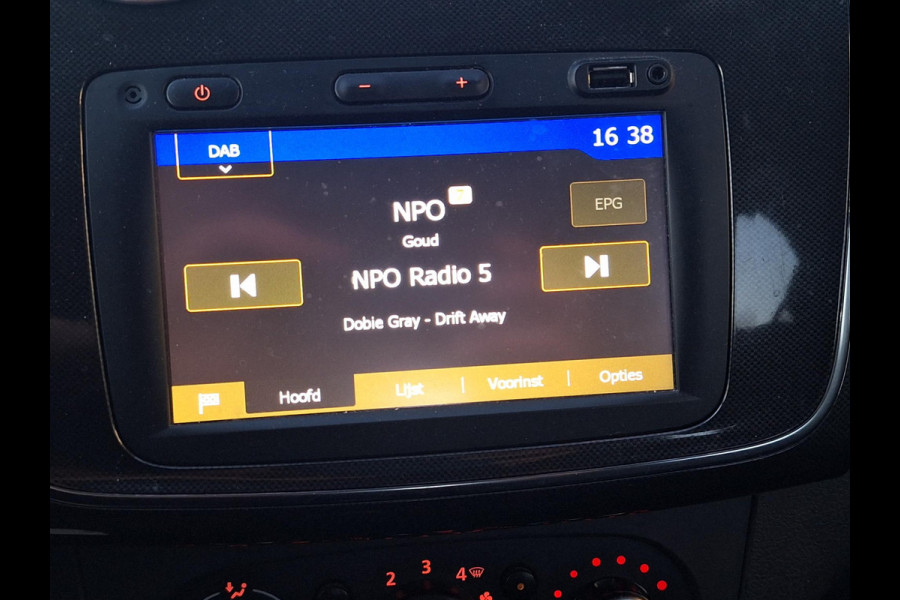 − +
DAB
16 38
NPO
EPG
Goud
NPO Radio 5
Dobie Gray - Drift Away
Hoofd Lijst | Voorinst | Opties
2 3 4